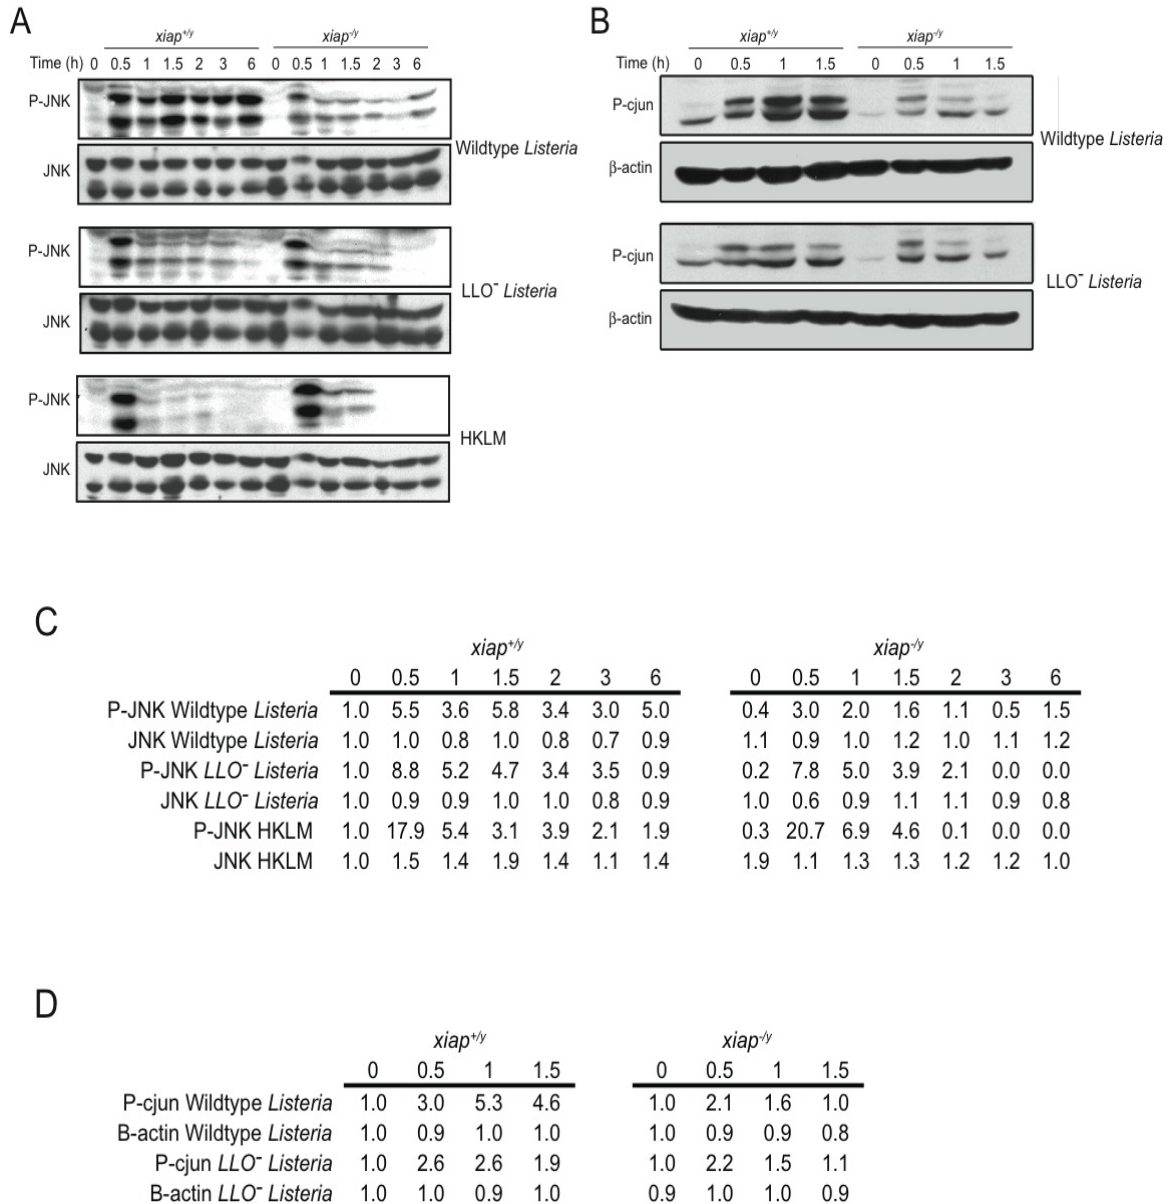 A
xiap+/y xiap-/y
Time (h) 0 0.5 1 1.5 2 3 6 0 0.5 1 1.5 2 3 6
P-JNK
Wildtype Listeria
JNK
P-JNK
LLO- Listeria
JNK
P-JNK
HKLM
JNK
B
xiap+/y xiap-/y
Time (h) 0 0.5 1 1.5 0 0.5 1 1.5
P-cjun
Wildtype Listeria
β-actin
P-cjun
LLO- Listeria
β-actin
C
xiap+/y xiap-/y
0 0.5 1 1.5 2 3 6 0 0.5 1 1.5 2 3 6
P-JNK Wildtype Listeria 1.0 5.5 3.6 5.8 3.4 3.0 5.0 0.4 3.0 2.0 1.6 1.1 0.5 1.5
JNK Wildtype Listeria 1.0 1.0 0.8 1.0 0.8 0.7 0.9 1.1 0.9 1.0 1.2 1.0 1.1 1.2
P-JNK LLO- Listeria 1.0 8.8 5.2 4.7 3.4 3.5 0.9 0.2 7.8 5.0 3.9 2.1 0.0 0.0
JNK LLO- Listeria 1.0 0.9 0.9 1.0 1.0 0.8 0.9 1.0 0.6 0.9 1.1 1.1 0.9 0.8
P-JNK HKLM 1.0 17.9 5.4 3.1 3.9 2.1 1.9 0.3 20.7 6.9 4.6 0.1 0.0 0.0
JNK HKLM 1.0 1.5 1.4 1.9 1.4 1.1 1.4 1.9 1.1 1.3 1.3 1.2 1.2 1.0
D
xiap+/y xiap-/y
0 0.5 1 1.5 0 0.5 1 1.5
P-cjun Wildtype Listeria 1.0 3.0 5.3 4.6 1.0 2.1 1.6 1.0
B-actin Wildtype Listeria 1.0 0.9 1.0 1.0 1.0 0.9 0.9 0.8
P-cjun LLO- Listeria 1.0 2.6 2.6 1.9 1.0 2.2 1.5 1.1
B-actin LLO- Listeria 1.0 1.0 0.9 1.0 0.9 1.0 1.0 0.9